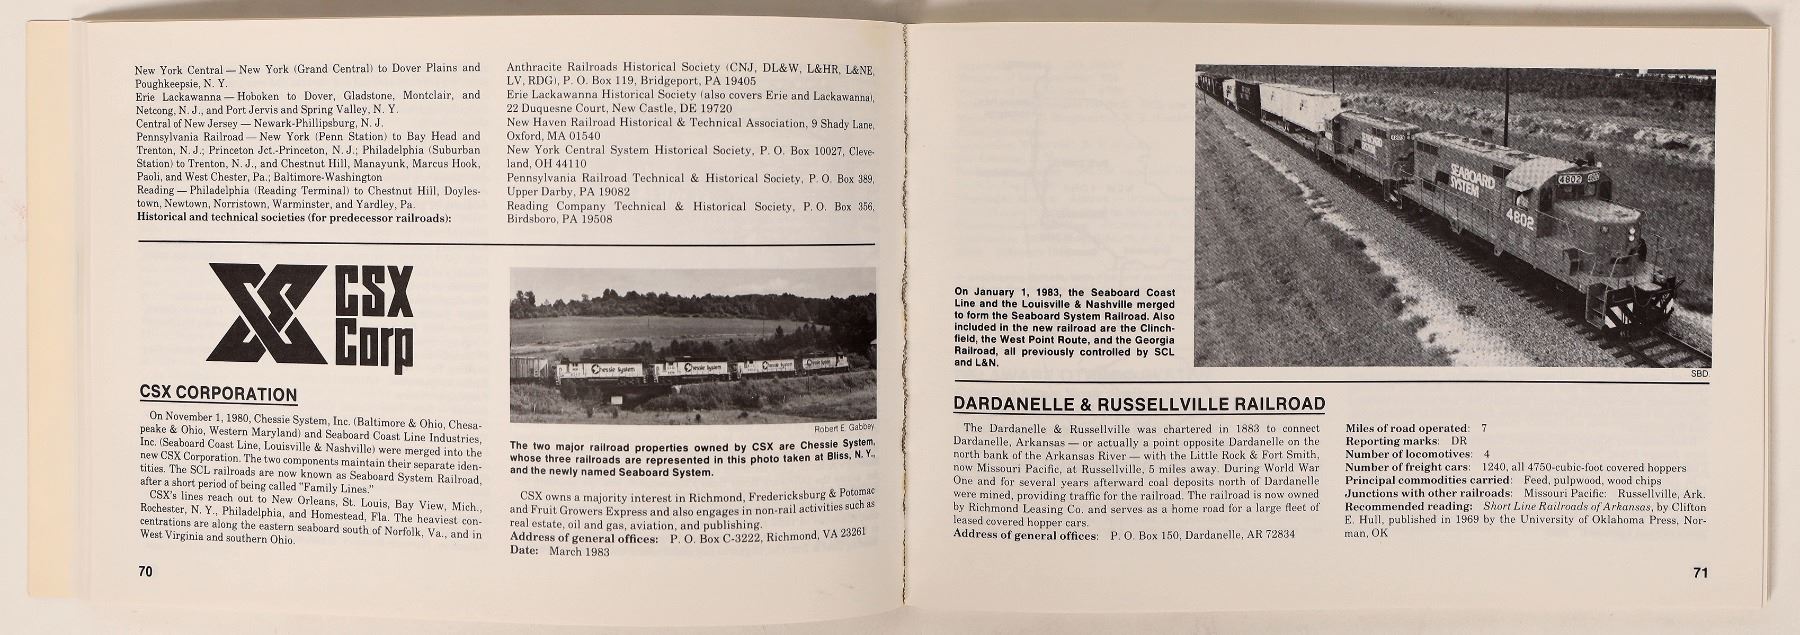 New York Central — New York (Grand Central) to Dover Plains and
Poughkeepsie, N. Y.
Erie Lackawanna — Hoboken to Dover, Gladstone, Montclair, and
Netcong, N. J., and Port Jervis and Spring Valley, N. Y.
Central of New Jersey — Newark-Phillipsburg, N. J.
Pennsylvania Railroad — New York (Penn Station) to Bay Head and
Trenton, N. J.; Princeton Jct.-Princeton, N. J.; Philadelphia (Suburban
Station) to Trenton, N. J., and Chestnut Hill, Manayunk, Marcus Hook,
Paoli, and West Chester, Pa.; Baltimore-Washington
Reading — Philadelphia (Reading Terminal) to Chestnut Hill, Doyles-
town, Newtown, Norristown, Warminster, and Yardley, Pa.
Historical and technical societies (for predecessor railroads):
Anthracite Railroads Historical Society (CNJ, DL&W, L&HR, L&NE,
LV, RDG), P. O. Box 119, Bridgeport, PA 19405
Erie Lackawanna Historical Society (also covers Erie and Lackawanna),
22 Duquesne Court, New Castle, DE 19720
New Haven Railroad Historical & Technical Association, 9 Shady Lane,
Oxford, MA 01540
New York Central System Historical Society, P. O. Box 10027, Cleve-
land, OH 44110
Pennsylvania Railroad Technical & Historical Society, P. O. Box 389,
Upper Darby, PA 19082
Reading Company Technical & Historical Society, P. O. Box 356,
Birdsboro, PA 19508
CSX
Corp
CSX CORPORATION
On November 1, 1980, Chessie System, Inc. (Baltimore & Ohio, Chesa-
peake & Ohio, Western Maryland) and Seaboard Coast Line Industries,
Inc. (Seaboard Coast Line, Louisville & Nashville) were merged into the
new CSX Corporation. The two components maintain their separate iden-
tities. The SCL railroads are now known as Seaboard System Railroad,
after a short period of being called "Family Lines."
CSX's lines reach out to New Orleans, St. Louis, Bay View, Mich.,
Rochester, N. Y., Philadelphia, and Homestead, Fla. The heaviest con-
centrations are along the eastern seaboard south of Norfolk, Va., and in
West Virginia and southern Ohio.
Chessie System
Chessie System
Chessie System
Chessie System
Robert E. Gabbey
The two major railroad properties owned by CSX are Chessie System,
whose three railroads are represented in this photo taken at Bliss, N. Y.,
and the newly named Seaboard System.
CSX owns a majority interest in Richmond, Fredericksburg & Potomac
and Fruit Growers Express and also engages in non-rail activities such as
real estate, oil and gas, aviation, and publishing.
Address of general offices: P. O. Box C-3222, Richmond, VA 23261
Date: March 1983
70
On January 1, 1983, the Seaboard Coast
Line and the Louisville & Nashville merged
to form the Seaboard System Railroad. Also
included in the new railroad are the Clinch-
field, the West Point Route, and the Georgia
Railroad, all previously controlled by SCL
and L&N.
SEABOARD
SYSTEM
SEABOARD
SYSTEM
4802
4802
SBD.
DARDANELLE & RUSSELLVILLE RAILROAD
The Dardanelle & Russellville was chartered in 1883 to connect
Dardanelle, Arkansas — or actually a point opposite Dardanelle on the
north bank of the Arkansas River — with the Little Rock & Fort Smith,
now Missouri Pacific, at Russellville, 5 miles away. During World War
One and for several years afterward coal deposits north of Dardanelle
were mined, providing traffic for the railroad. The railroad is now owned
by Richmond Leasing Co. and serves as a home road for a large fleet of
leased covered hopper cars.
Address of general offices: P. O. Box 150, Dardanelle, AR 72834
Miles of road operated: 7
Reporting marks: DR
Number of locomotives: 4
Number of freight cars: 1240, all 4750-cubic-foot covered hoppers
Principal commodities carried: Feed, pulpwood, wood chips
Junctions with other railroads: Missouri Pacific: Russellville, Ark.
Recommended reading: Short Line Railroads of Arkansas, by Clifton
E. Hull, published in 1969 by the University of Oklahoma Press, Nor-
man, OK
71